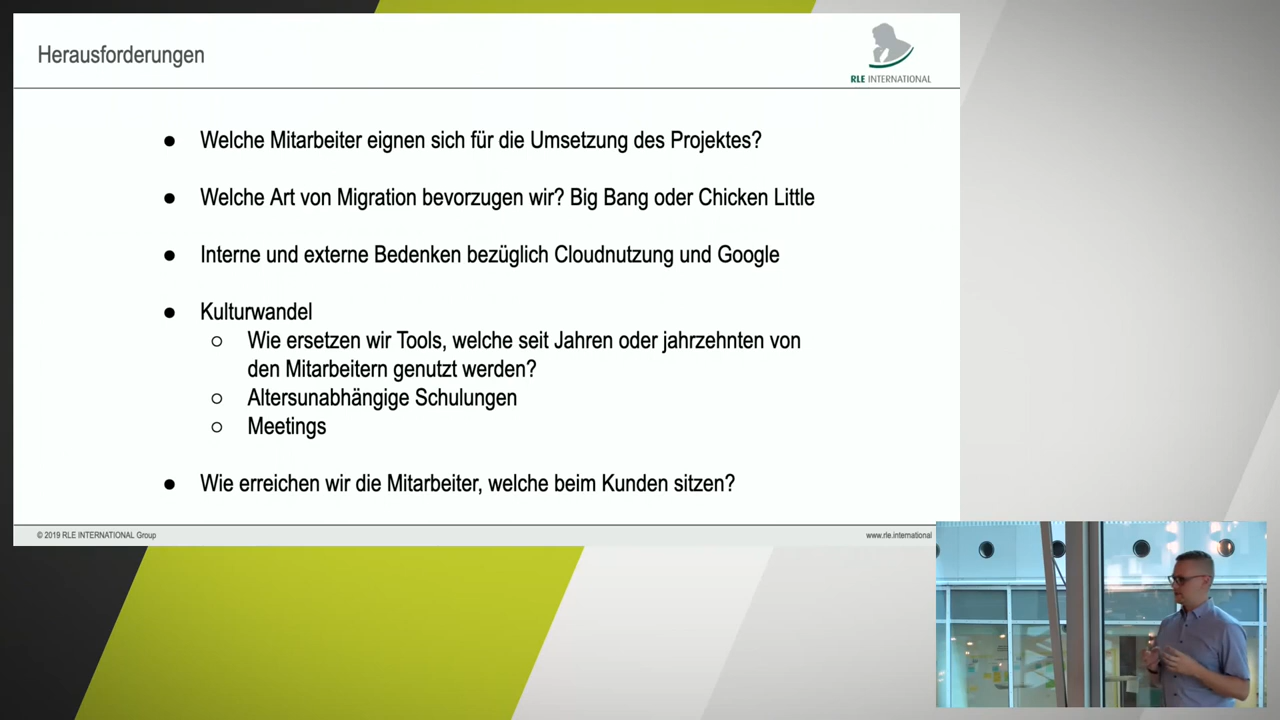 Herausforderungen
RLE INTERNATIONAL
● Welche Mitarbeiter eignen sich für die Umsetzung des Projektes?
● Welche Art von Migration bevorzugen wir? Big Bang oder Chicken Little
● Interne und externe Bedenken bezüglich Cloudnutzung und Google
● Kulturwandel
○ Wie ersetzen wir Tools, welche seit Jahren oder jahrzehnten von
den Mitarbeitern genutzt werden?
○ Altersunabhängige Schulungen
○ Meetings
● Wie erreichen wir die Mitarbeiter, welche beim Kunden sitzen?
© 2019 RLE INTERNATIONAL Group
www.rle.international